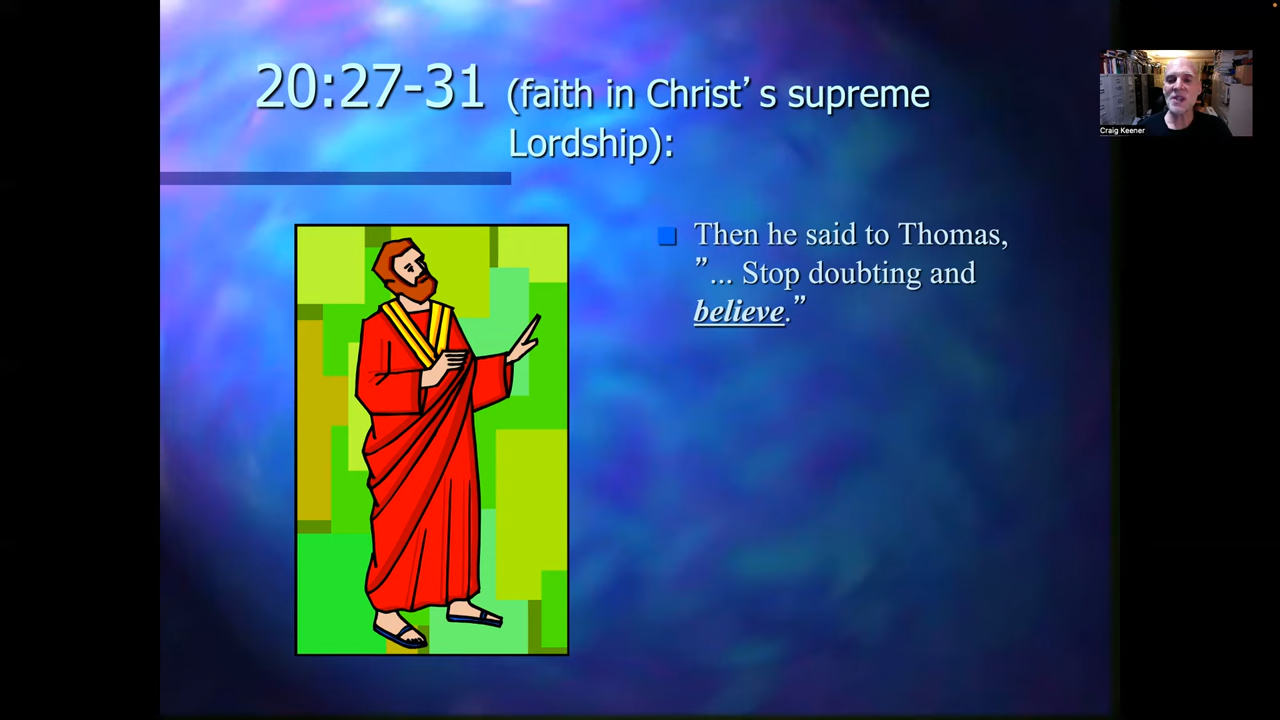 20:27-31 (faith in Christ’s supreme
Lordship):
Then he said to Thomas,
”... Stop doubting and
believe.”
Craig Keener